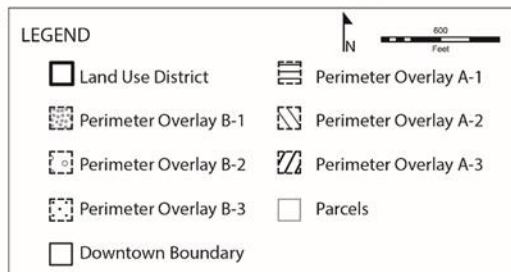 LEGEND
N
600
Feet
Land Use District
Perimeter Overlay A-1
Perimeter Overlay B-1
Perimeter Overlay A-2
Perimeter Overlay B-2
Perimeter Overlay A-3
Perimeter Overlay B-3
Parcels
Downtown Boundary